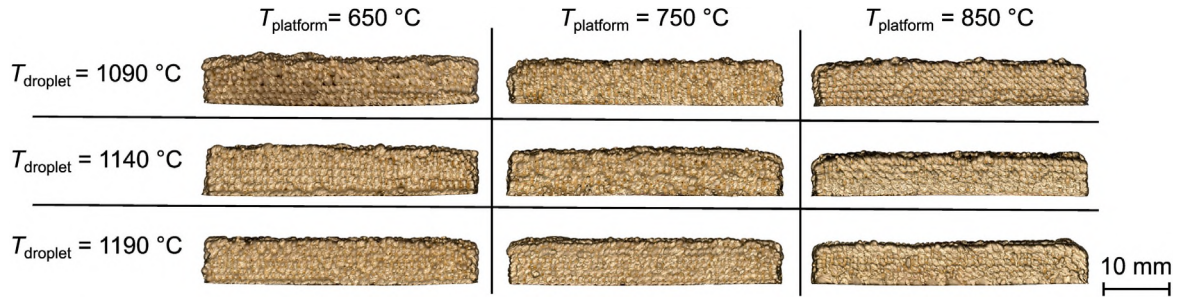 Tplatform = 650 °C
Tplatform = 750 °C
Tplatform = 850 °C
Tdroplet = 1090 °C
Tdroplet = 1140 °C
Tdroplet = 1190 °C
10 mm